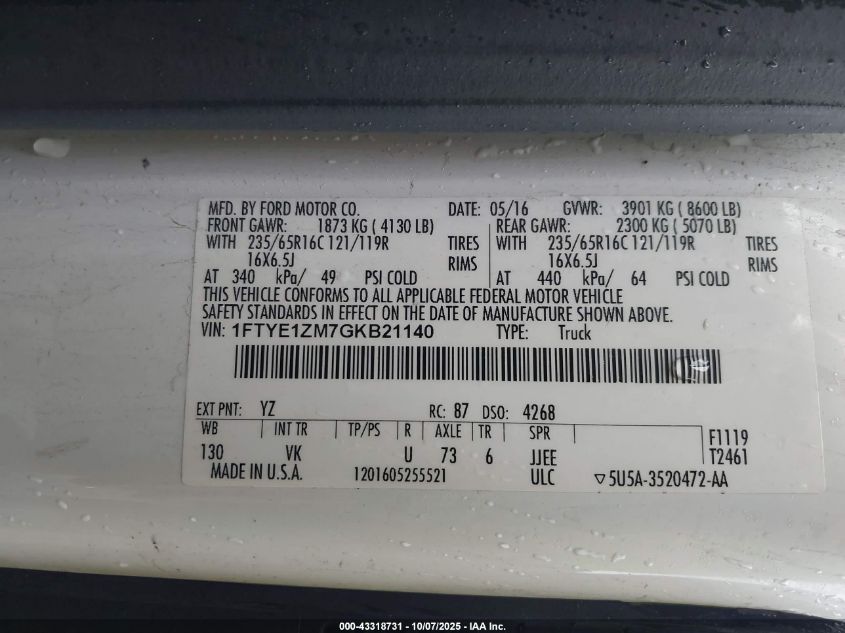 MFD. BY FORD MOTOR CO. DATE: 05/16 GVWR: 3901 KG ( 8600 LB)
FRONT GAWR: 1873 KG ( 4130 LB) REAR GAWR: 2300 KG ( 5070 LB)
WITH 235/65R16C 121/119R TIRES WITH 235/65R16C 121/119R TIRES
16X6.5J RIMS 16X6.5J RIMS
AT 340 kPa/ 49 PSI COLD AT 440 kPa/ 64 PSI COLD
THIS VEHICLE CONFORMS TO ALL APPLICABLE FEDERAL MOTOR VEHICLE
SAFETY STANDARDS IN EFFECT ON THE DATE OF MANUFACTURE SHOWN ABOVE.
VIN: 1FTYE1ZM7GKB21140 TYPE: Truck
EXT PNT: YZ RC: 87 DSO: 4268
WB INT TR TP/PS R AXLE TR SPR F1119
130 VK U 73 6 JJEE T2461
MADE IN U.S.A. 1201605255521 ULC ▽5U5A-3520472-AA
000-43318731 - 10/07/2025 - IAA Inc.